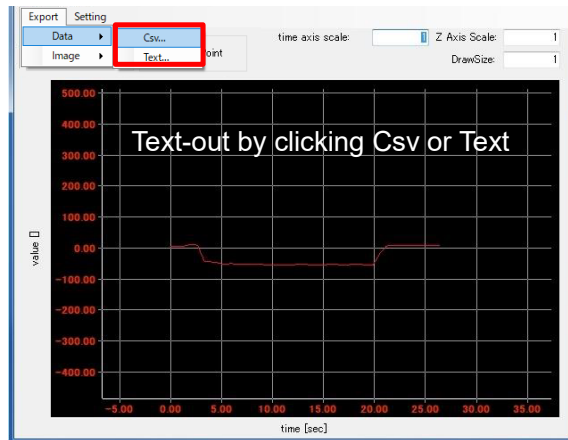 Export Setting
Data Csv... time axis scale: 1 Z Axis Scale: 1
Image Text... oint DrawSize: 1
Text-out by clicking Csv or Text
500.00
400.00
300.00
200.00
100.00
0.00
-100.00
-200.00
-300.00
-400.00
value []
-5.00 0.00 5.00 10.00 15.00 20.00 25.00 30.00 35.00
time [sec]